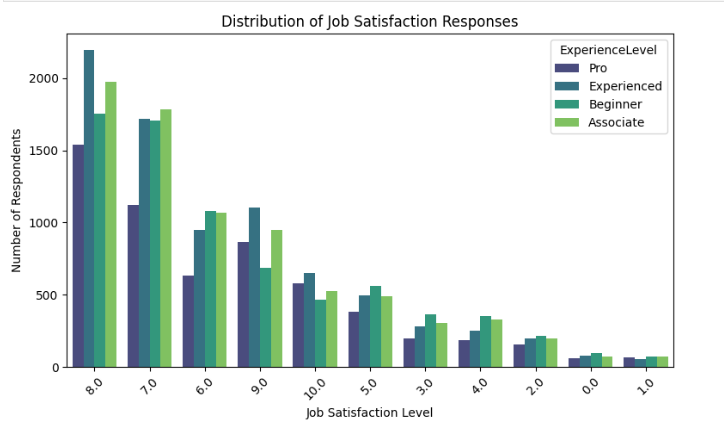 Distribution of Job Satisfaction Responses
ExperienceLevel
Pro
Experienced
Beginner
Associate
Number of Respondents
2000
1500
1000
500
0
8.0 7.0 6.0 9.0 10.0 5.0 3.0 4.0 2.0 0.0 1.0
Job Satisfaction Level